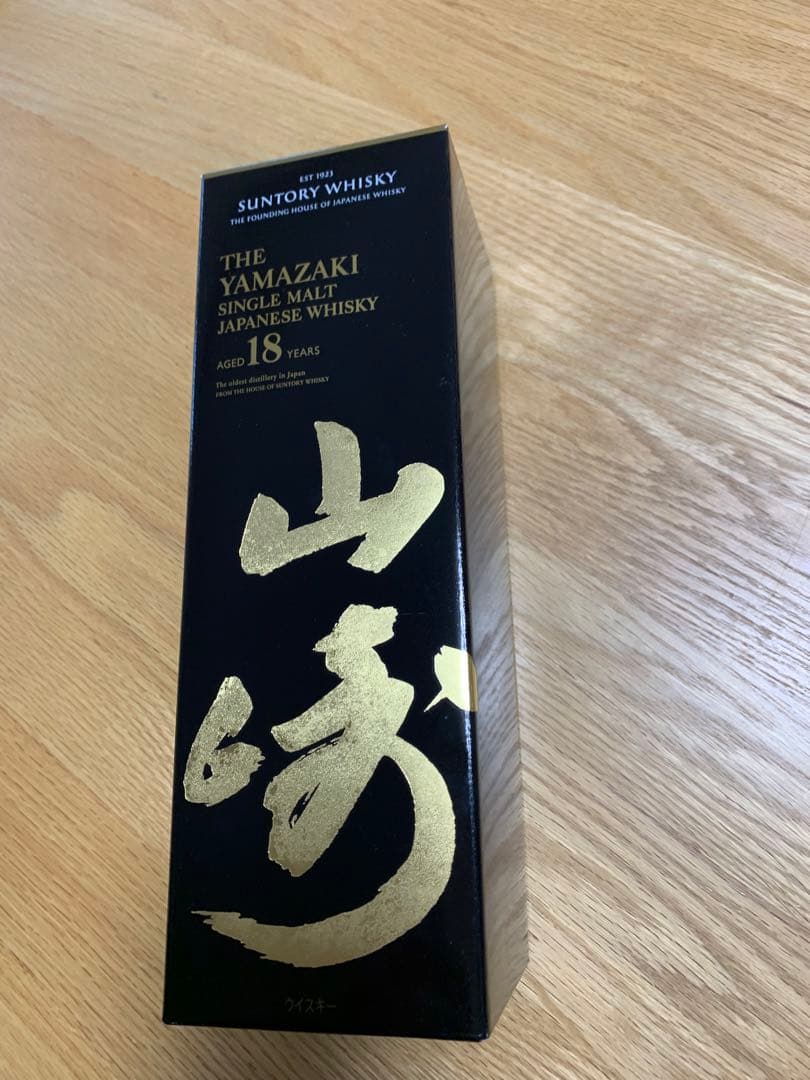 EST 1923
SUNTORY WHISKY
THE FOUNDING HOUSE OF JAPANESE WHISKY
THE
YAMAZAKI
SINGLE MALT
JAPANESE WHISKY
AGED 18 YEARS
The oldest distillery in Japan
FROM THE HOUSE OF SUNTORY WHISKY
山
崎
ウイスキー